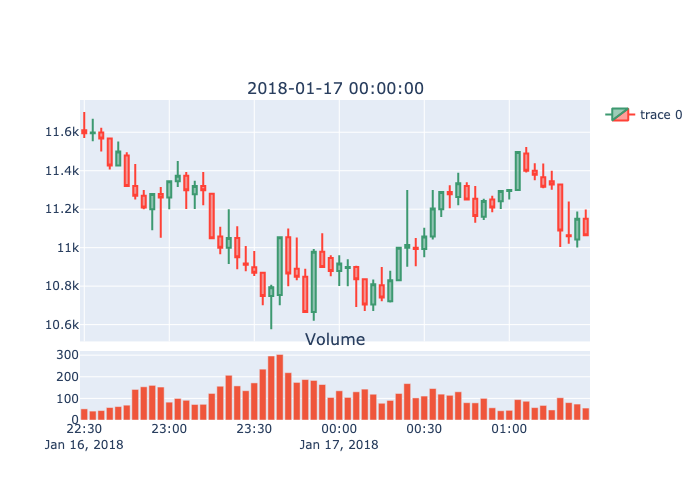 2018-01-17 00:00:00
trace 0
11.6k
11.4k
11.2k
11k
10.8k
10.6k
Volume
300
200
100
0
22:30 23:00 23:30 00:00 00:30 01:00
Jan 16, 2018 Jan 17, 2018